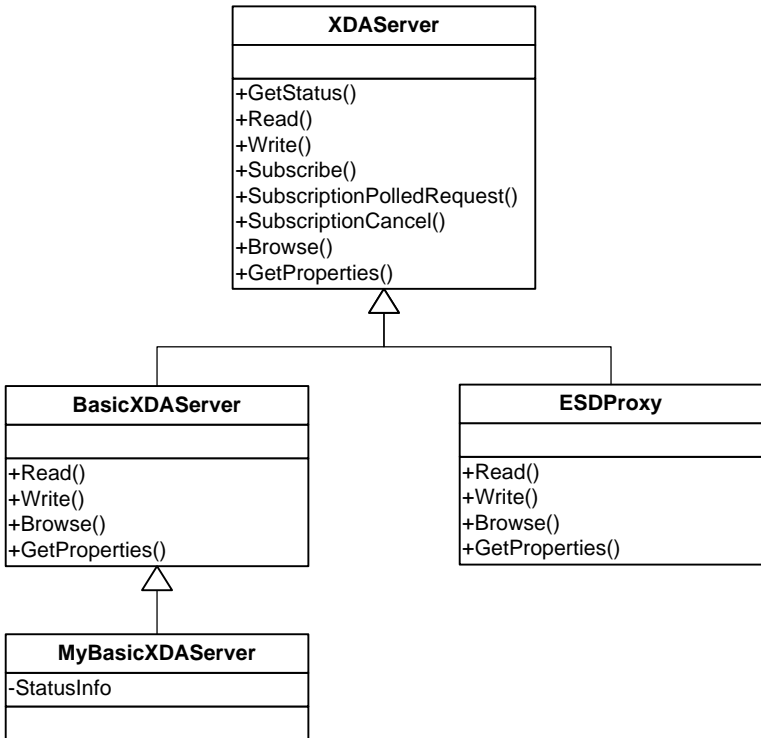 XDAServer
+GetStatus()
+Read()
+Write()
+Subscribe()
+SubscriptionPolledRequest()
+SubscriptionCancel()
+Browse()
+GetProperties()
BasicXDAServer
+Read()
+Write()
+Browse()
+GetProperties()
ESDProxy
+Read()
+Write()
+Browse()
+GetProperties()
MyBasicXDAServer
-StatusInfo